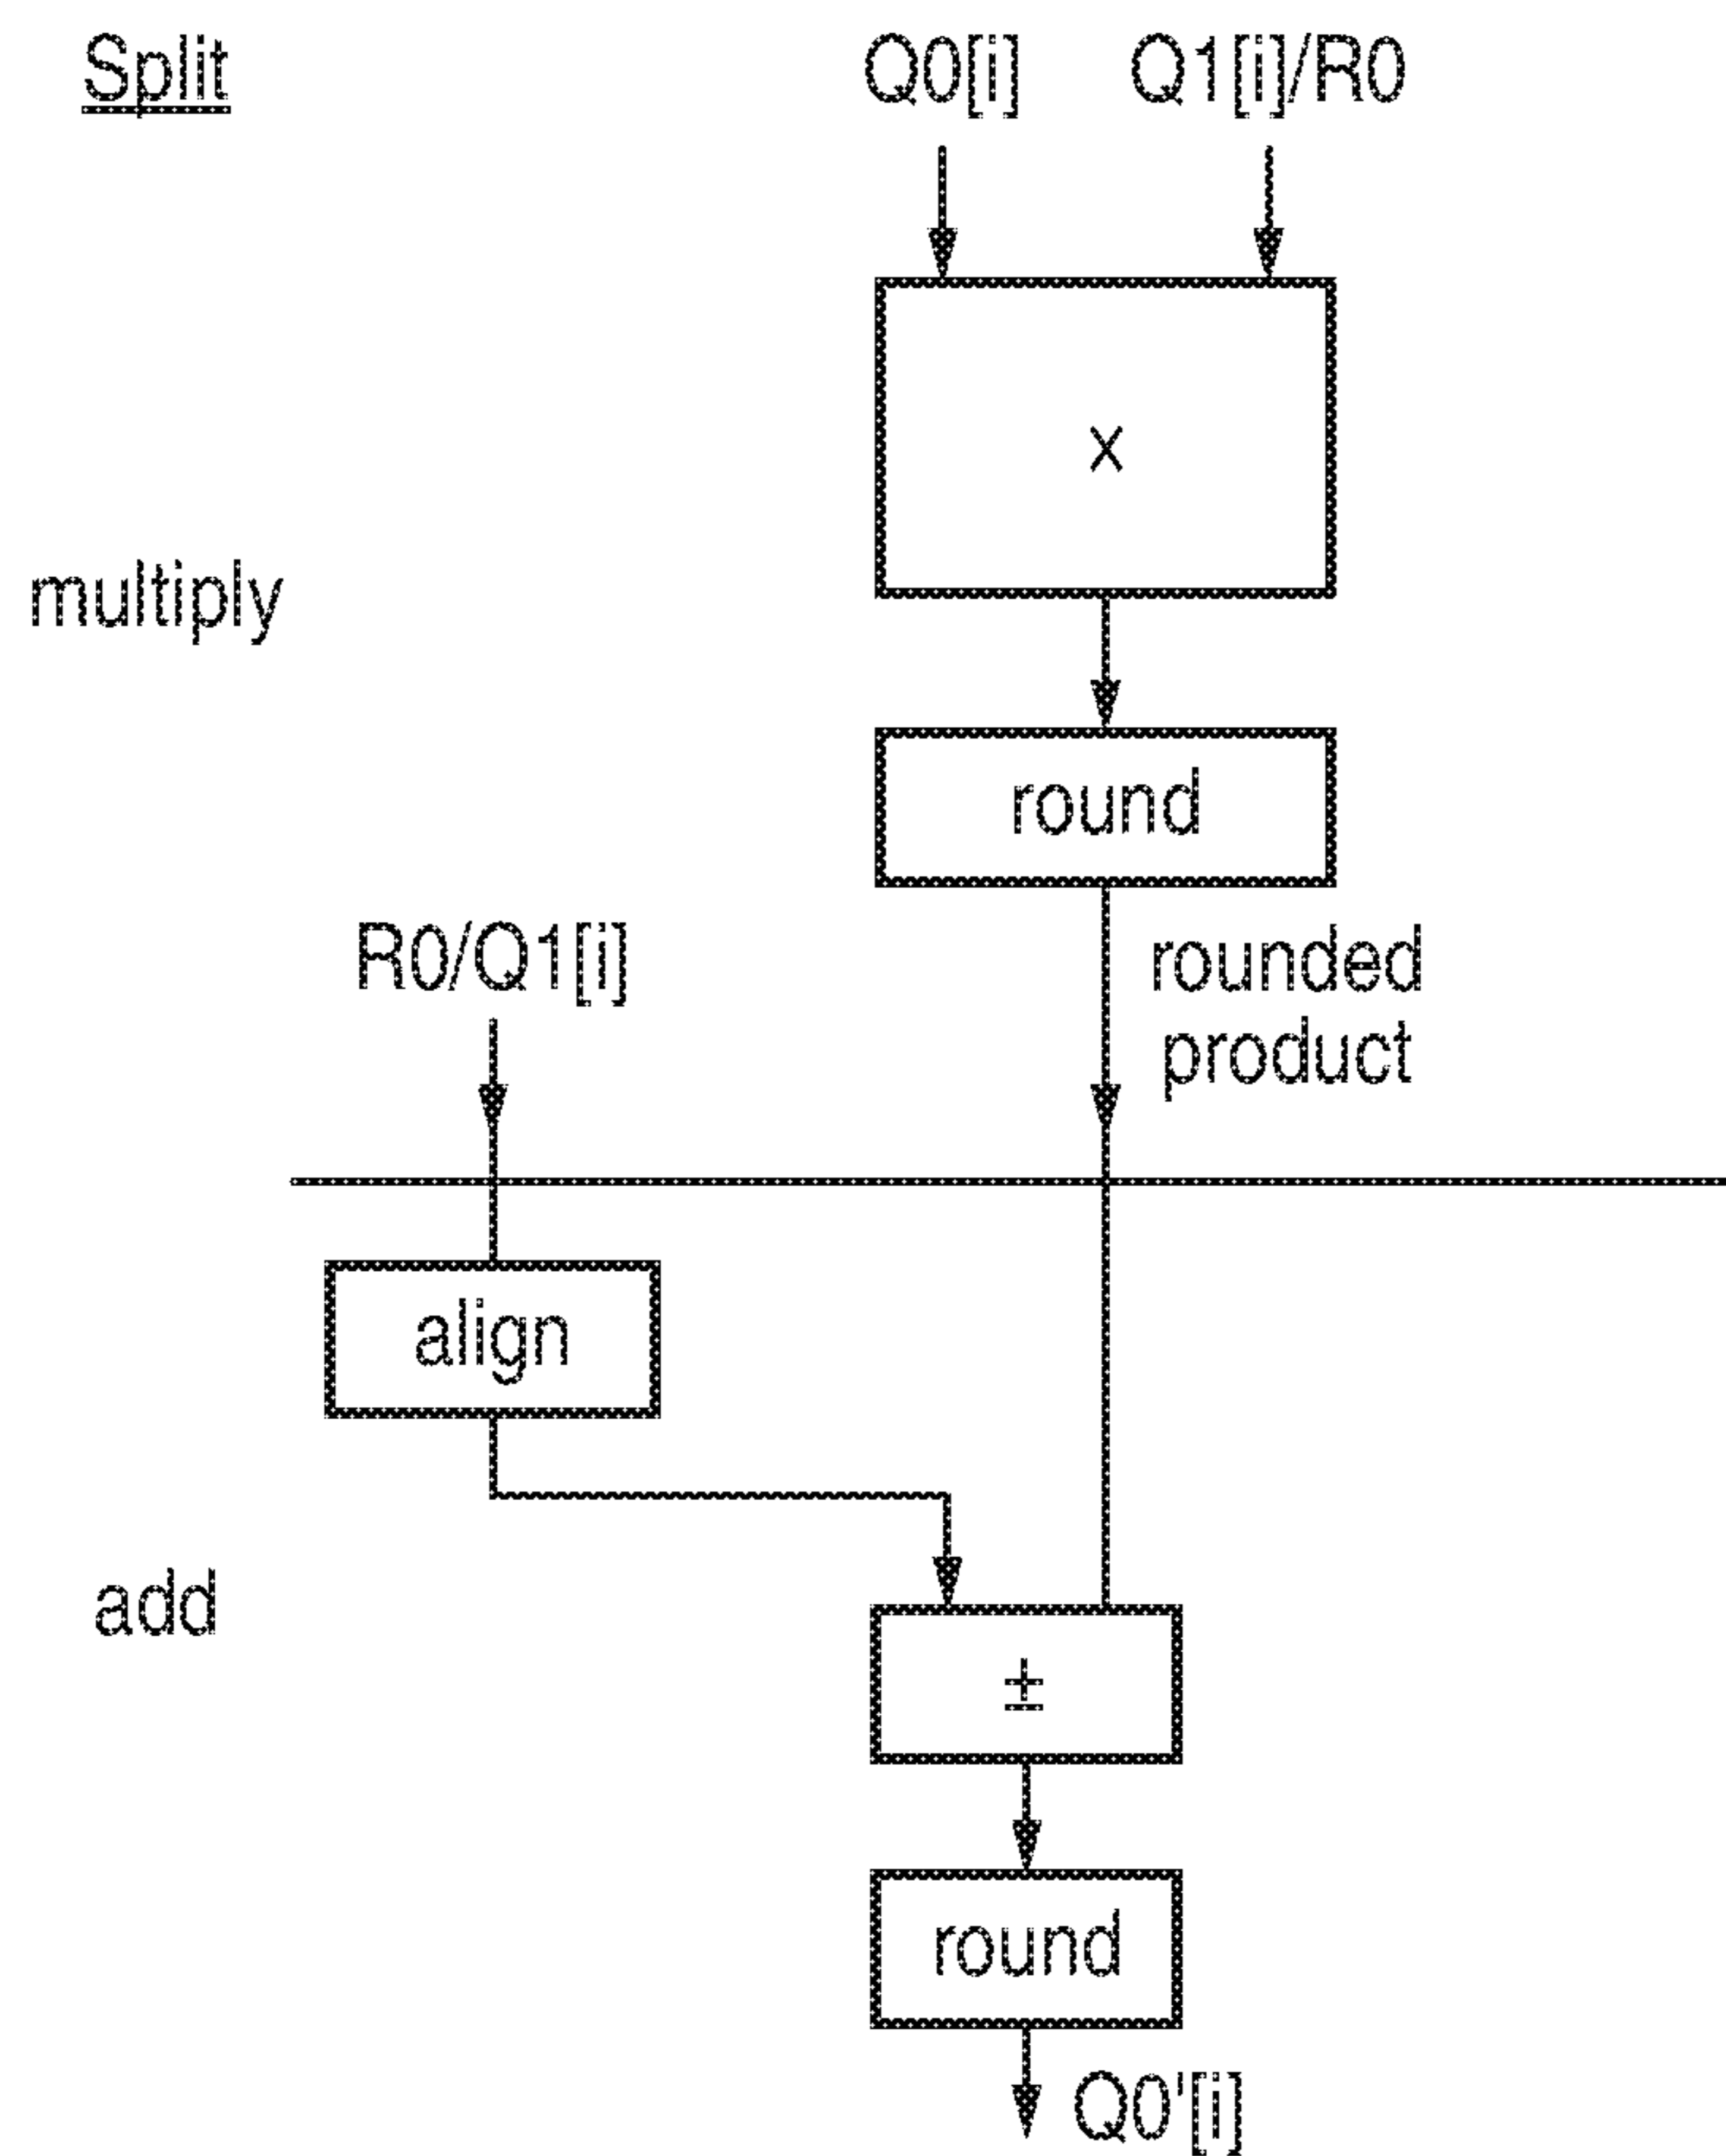 Split
Q0[i]
Q1[i]/R0
x
multiply
round
R0/Q1[i]
rounded
product
align
add
±
round
Q0'[i]